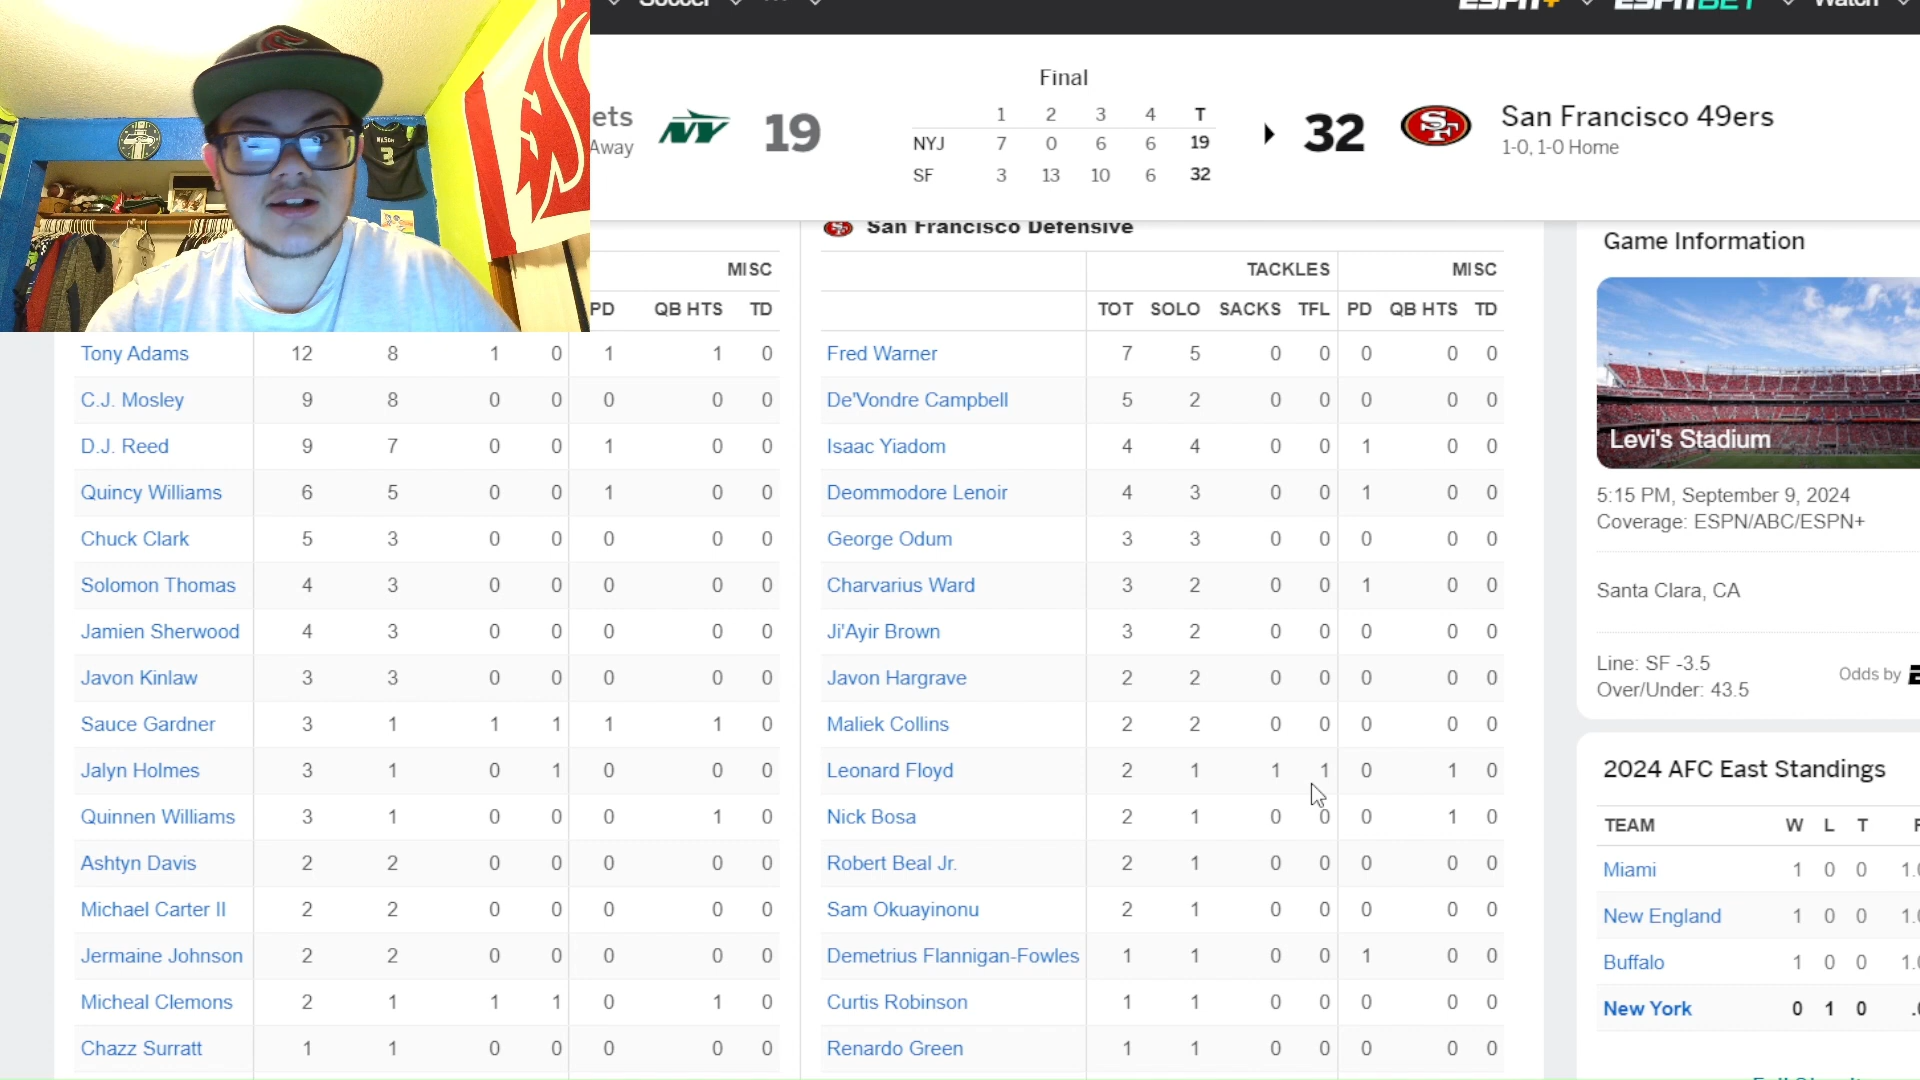 Soccer
ESPN+ ESPN BET Watch
Final
ets
Away
NY
19
1 2 3 4 T
NYJ 7 0 6 6 19
SF 3 13 10 6 32
32
SF
San Francisco 49ers
1-0, 1-0 Home
San Francisco Defensive
MISC
PD QB HTS TD
Tony Adams 12 8 1 0 1 1 0
C.J. Mosley 9 8 0 0 0 0 0
D.J. Reed 9 7 0 0 1 0 0
Quincy Williams 6 5 0 0 1 0 0
Chuck Clark 5 3 0 0 0 0 0
Solomon Thomas 4 3 0 0 0 0 0
Jamien Sherwood 4 3 0 0 0 0 0
Javon Kinlaw 3 3 0 0 0 0 0
Sauce Gardner 3 1 1 1 1 1 0
Jalyn Holmes 3 1 0 1 0 0 0
Quinnen Williams 3 1 0 0 0 1 0
Ashtyn Davis 2 2 0 0 0 0 0
Michael Carter II 2 2 0 0 0 0 0
Jermaine Johnson 2 2 0 0 0 0 0
Micheal Clemons 2 1 1 1 0 1 0
Chazz Surratt 1 1 0 0 0 0 0
TACKLES MISC
TOT SOLO SACKS TFL PD QB HTS TD
Fred Warner 7 5 0 0 0 0 0
De'Vondre Campbell 5 2 0 0 0 0 0
Isaac Yiadom 4 4 0 0 1 0 0
Deommodore Lenoir 4 3 0 0 1 0 0
George Odum 3 3 0 0 0 0 0
Charvarius Ward 3 2 0 0 1 0 0
Ji'Ayir Brown 3 2 0 0 0 0 0
Javon Hargrave 2 2 0 0 0 0 0
Maliek Collins 2 2 0 0 0 0 0
Leonard Floyd 2 1 1 1 0 1 0
Nick Bosa 2 1 0 0 0 1 0
Robert Beal Jr. 2 1 0 0 0 0 0
Sam Okuayinonu 2 1 0 0 0 0 0
Demetrius Flannigan-Fowles 1 1 0 0 1 0 0
Curtis Robinson 1 1 0 0 0 0 0
Renardo Green 1 1 0 0 0 0 0
Game Information
Levi's Stadium
5:15 PM, September 9, 2024
Coverage: ESPN/ABC/ESPN+
Santa Clara, CA
Line: SF -3.5
Over/Under: 43.5
Odds by
2024 AFC East Standings
TEAM W L T
Miami 1 0 0 1.0
New England 1 0 0 1.0
Buffalo 1 0 0 1.0
New York 0 1 0 .0